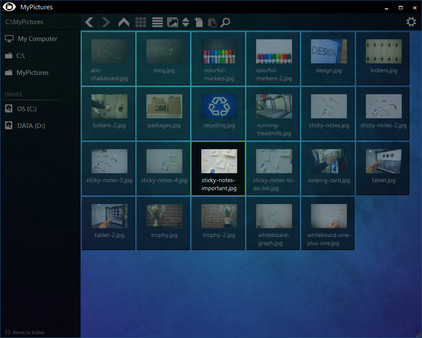 MyPictures
C:\MyPictures
My Computer
C:\
MyPictures
DRIVES
OS (C:)
DATA (D:)
abc-
chalkboard.jpg
blog.jpg
colorful-
markers.jpg
colorful-
markers-2.jpg
design.jpg
lockers.jpg
lockers-2.jpg
packages.jpg
recycling.jpg
running-
treadmills.jpg
sticky-notes.jpg
sticky-notes-2.jpg
sticky-notes-3.jpg
sticky-notes-4.jpg
sticky-notes-
important.jpg
sticky-notes-to-
do-list.jpg
swiping-card.jpg
tablet.jpg
tablet-2.jpg
trophy.jpg
trophy-2.jpg
whiteboard-
graph.jpg
whiteboard-one-
plus-one.jpg
items in folder